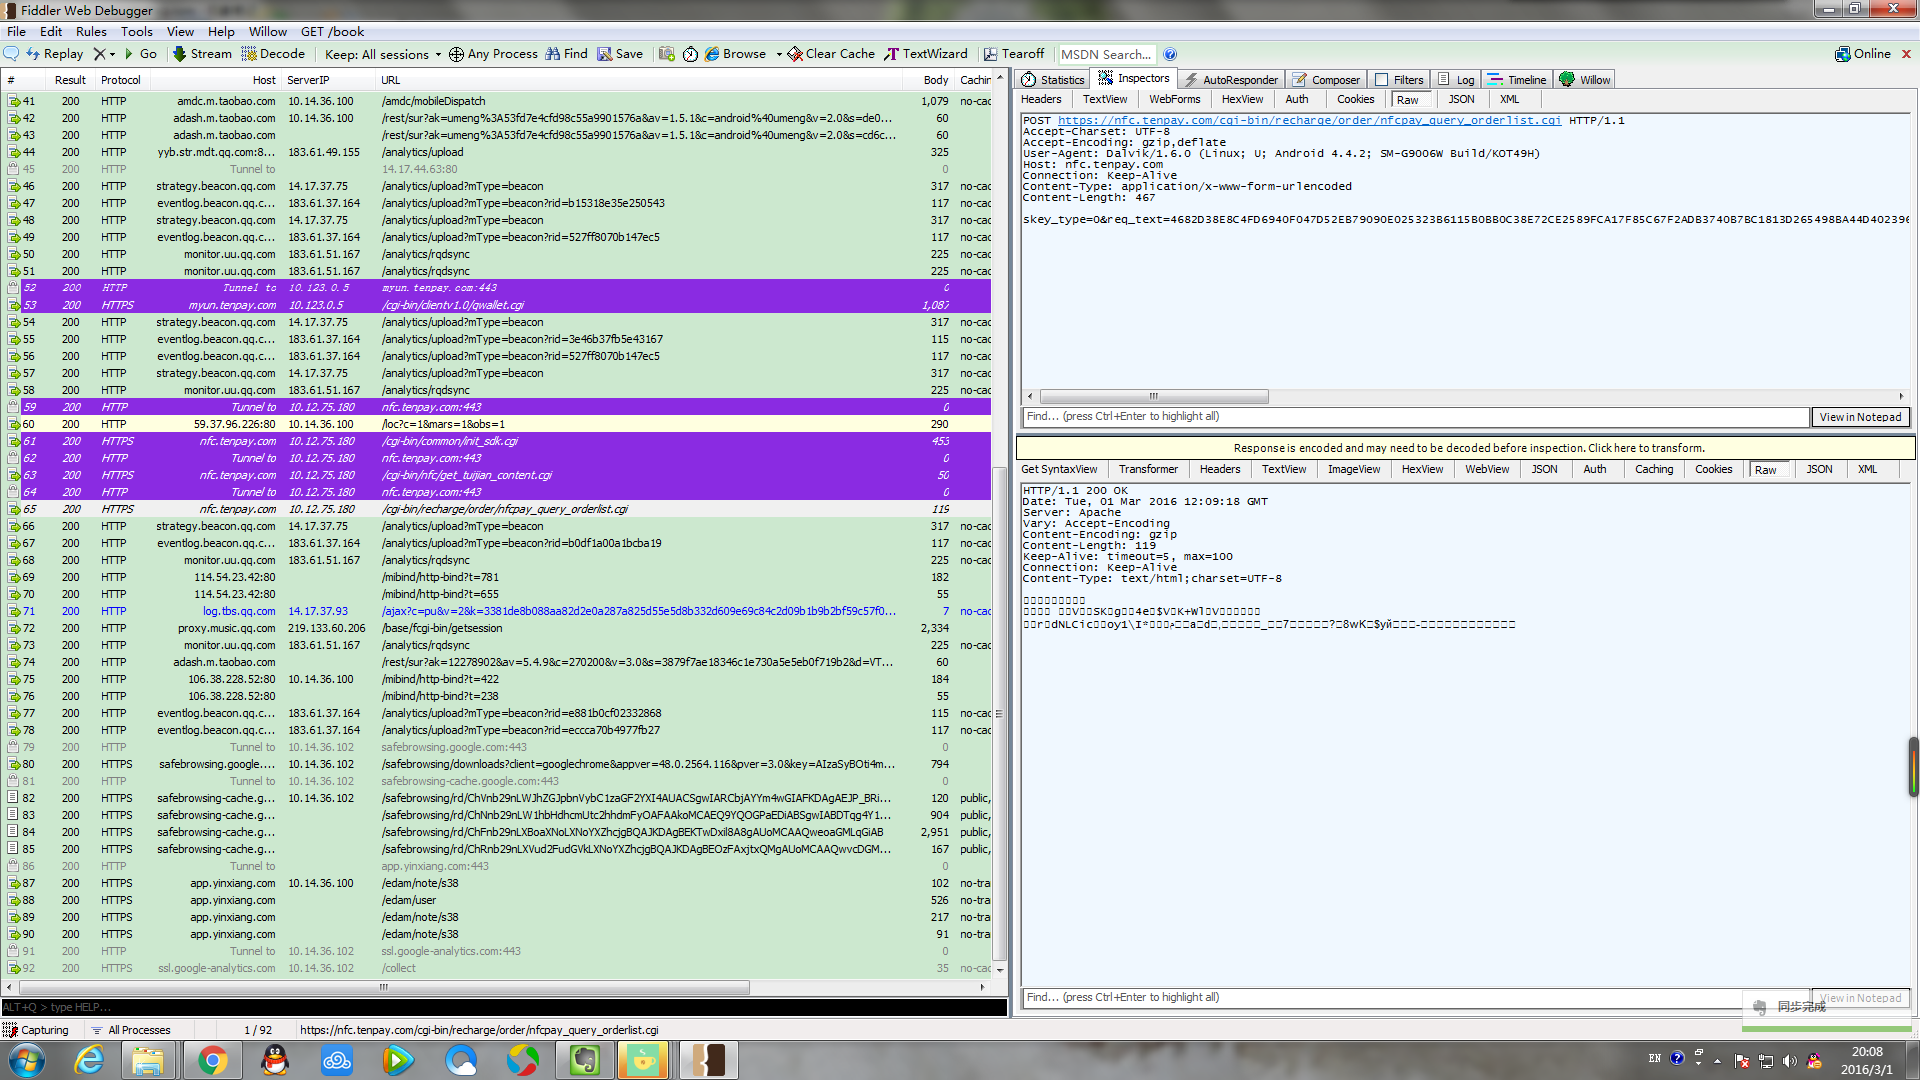 Fiddler Web Debugger
File Edit Rules Tools View Help Willow GET /book
Replay Go Stream Decode Keep: All sessions Any Process Find Save Browse Clear Cache TextWizard Tearoff MSDN Search... Online
# Result Protocol Host ServerIP URL Body Cachin
41 200 HTTP amdc.m.taobao.com 10.14.36.100 /amdc/mobileDispatch 1,079 no-cac
42 200 HTTP adash.m.taobao.com 10.14.36.100 /rest/sur?ak=umeng%3A53fd7e4cfd98c55a9901576a&av=1.5.1&c=android%40umeng&v=2.0&s=de0... 60
43 200 HTTP adash.m.taobao.com /rest/sur?ak=umeng%3A53fd7e4cfd98c55a9901576a&av=1.5.1&c=android%40umeng&v=2.0&s=cd6c... 60
44 200 HTTP yyb.str.mdt.qq.com:8... 183.61.49.155 /analytics/upload 325
45 200 HTTP Tunnel to 14.17.44.63:80 0
46 200 HTTP strategy.beacon.qq.com 14.17.37.75 /analytics/upload?mType=beacon 317 no-cac
47 200 HTTP eventlog.beacon.qq.c... 183.61.37.164 /analytics/upload?mType=beacon?rid=b15318e35e250543 117 no-cac
48 200 HTTP strategy.beacon.qq.com 14.17.37.75 /analytics/upload?mType=beacon 317 no-cac
49 200 HTTP eventlog.beacon.qq.c... 183.61.37.164 /analytics/upload?mType=beacon?rid=527ff8070b147ec5 117 no-cac
50 200 HTTP monitor.uu.qq.com 183.61.51.167 /analytics/rqdsync 225 no-cac
51 200 HTTP monitor.uu.qq.com 183.61.51.167 /analytics/rqdsync 225 no-cac
52 200 HTTP Tunnel to 10.123.0.5 myun.tenpay.com:443 0
53 200 HTTPS myun.tenpay.com 10.123.0.5 /cgi-bin/clientv1.0/qwallet.cgi 1,087
54 200 HTTP strategy.beacon.qq.com 14.17.37.75 /analytics/upload?mType=beacon 317 no-cac
55 200 HTTP eventlog.beacon.qq.c... 183.61.37.164 /analytics/upload?mType=beacon?rid=3e46b37fb5e43167 115 no-cac
56 200 HTTP eventlog.beacon.qq.c... 183.61.37.164 /analytics/upload?mType=beacon?rid=527ff8070b147ec5 117 no-cac
57 200 HTTP strategy.beacon.qq.com 14.17.37.75 /analytics/upload?mType=beacon 317 no-cac
58 200 HTTP monitor.uu.qq.com 183.61.51.167 /analytics/rqdsync 225 no-cac
59 200 HTTP Tunnel to 10.12.75.180 nfc.tenpay.com:443 0
60 200 HTTP 59.37.96.226:80 10.14.36.100 /loc?c=1&mars=1&obs=1 290
61 200 HTTPS nfc.tenpay.com 10.12.75.180 /cgi-bin/common/init_sdk.cgi 453
62 200 HTTP Tunnel to 10.12.75.180 nfc.tenpay.com:443 0
63 200 HTTPS nfc.tenpay.com 10.12.75.180 /cgi-bin/nfc/get_tuijian_content.cgi 50
64 200 HTTP Tunnel to 10.12.75.180 nfc.tenpay.com:443 0
65 200 HTTPS nfc.tenpay.com 10.12.75.180 /cgi-bin/recharge/order/nfcpay_query_orderlist.cgi 119
66 200 HTTP strategy.beacon.qq.com 14.17.37.75 /analytics/upload?mType=beacon 317 no-cac
67 200 HTTP eventlog.beacon.qq.c... 183.61.37.164 /analytics/upload?mType=beacon?rid=b0df1a00a1bcba19 117 no-cac
68 200 HTTP monitor.uu.qq.com 183.61.51.167 /analytics/rqdsync 225 no-cac
69 200 HTTP 114.54.23.42:80 /mibind/http-bind?t=781 182
70 200 HTTP 114.54.23.42:80 /mibind/http-bind?t=655 55
71 200 HTTP log.tbs.qq.com 14.17.37.93 /ajax?c=pu&v=2&k=3381de8b088aa82d2e0a287a825d55e5d8b332d609e69c84c2d09b1b9b2bf59c57f0... 7 no-cac
72 200 HTTP proxy.music.qq.com 219.133.60.206 /base/fcgi-bin/getsession 2,334
73 200 HTTP monitor.uu.qq.com 183.61.51.167 /analytics/rqdsync 225 no-cac
74 200 HTTP adash.m.taobao.com /rest/sur?ak=12278902&av=5.4.9&c=270200&v=3.0&s=3879f7ae18346c1e730a5e5eb0f719b2&d=VT... 60
75 200 HTTP 106.38.228.52:80 10.14.36.100 /mibind/http-bind?t=422 184
76 200 HTTP 106.38.228.52:80 /mibind/http-bind?t=238 55
77 200 HTTP eventlog.beacon.qq.c... 183.61.37.164 /analytics/upload?mType=beacon?rid=e881b0cf02332868 115 no-cac
78 200 HTTP eventlog.beacon.qq.c... 183.61.37.164 /analytics/upload?mType=beacon?rid=eccca70b4977fb27 117 no-cac
79 200 HTTP Tunnel to 10.14.36.102 safebrowsing.google.com:443 0
80 200 HTTPS safebrowsing.google.... 10.14.36.102 /safebrowsing/downloads?client=googlechrome&appver=48.0.2564.116&pver=3.0&key=AIzaSyBOti4m... 794
81 200 HTTP Tunnel to 10.14.36.102 safebrowsing-cache.google.com:443 0
82 200 HTTPS safebrowsing-cache.g... 10.14.36.102 /safebrowsing/rd/ChVnb29nLWJhZGJpbnVybC1zaGF2YXI4AUACSgwIARCbjAYYm4wGIAFKDAgAEJP_BRi... 120 public,
83 200 HTTPS safebrowsing-cache.g... /safebrowsing/rd/ChNnb29nLW1hbHdhcmUtc2hhdmFyOAFAAkoMCAEQ9YQOGPaEDiABSgwIABDTqg4Y1... 904 public,
84 200 HTTPS safebrowsing-cache.g... /safebrowsing/rd/ChFnb29nLXBoaXNoLXNoYXZhcjgBQAJKDAgBEKTwDxil8A8gAUoMCAAQweoaGMLqGiAB 2,951 public,
85 200 HTTPS safebrowsing-cache.g... /safebrowsing/rd/ChRnb29nLXVud2FudGVkLXNoYXZhcjgBQAJKDAgBEOzFAxjtxQMgAUoMCAAQwvcDGM... 167 public,
86 200 HTTP Tunnel to app.yinxiang.com:443 0
87 200 HTTPS app.yinxiang.com 10.14.36.100 /edam/note/s38 102 no-tra
88 200 HTTPS app.yinxiang.com /edam/user 526 no-tra
89 200 HTTPS app.yinxiang.com /edam/note/s38 217 no-tra
90 200 HTTPS app.yinxiang.com /edam/note/s38 91 no-tra
91 200 HTTP Tunnel to 10.14.36.102 ssl.google-analytics.com:443 0
92 200 HTTPS ssl.google-analytics.com 10.14.36.102 /collect 35 no-cac
ALT+Q > type HELP...
Capturing All Processes 1 / 92 https://nfc.tenpay.com/cgi-bin/recharge/order/nfcpay_query_orderlist.cgi
Statistics Inspectors AutoResponder Composer Filters Log Timeline Willow
Headers TextView WebForms HexView Auth Cookies Raw JSON XML
POST https://nfc.tenpay.com/cgi-bin/recharge/order/nfcpay_query_orderlist.cgi HTTP/1.1
Accept-Charset: UTF-8
Accept-Encoding: gzip,deflate
User-Agent: Dalvik/1.6.0 (Linux; U; Android 4.4.2; SM-G9006W Build/KOT49H)
Host: nfc.tenpay.com
Connection: Keep-Alive
Content-Type: application/x-www-form-urlencoded
Content-Length: 467
skey_type=0&req_text=4682D38E8C4FD6940F047D52EB79090E025323B6115B0BB0C38E72CE2589FCA17F85C67F2ADB3740B7BC1813D265498BA44D402396
Find... (press Ctrl+Enter to highlight all) View in Notepad
Response is encoded and may need to be decoded before inspection. Click here to transform.
Get SyntaxView Transformer Headers TextView ImageView HexView WebView JSON Auth Caching Cookies Raw JSON XML
HTTP/1.1 200 OK
Date: Tue, 01 Mar 2016 12:09:18 GMT
Server: Apache
Vary: Accept-Encoding
Content-Encoding: gzip
Content-Length: 119
Keep-Alive: timeout=5, max=100
Connection: Keep-Alive
Content-Type: text/html;charset=UTF-8
Find... (press Ctrl+Enter to highlight all) View in Notepad
同步完成
EN 20:08
2016/3/1